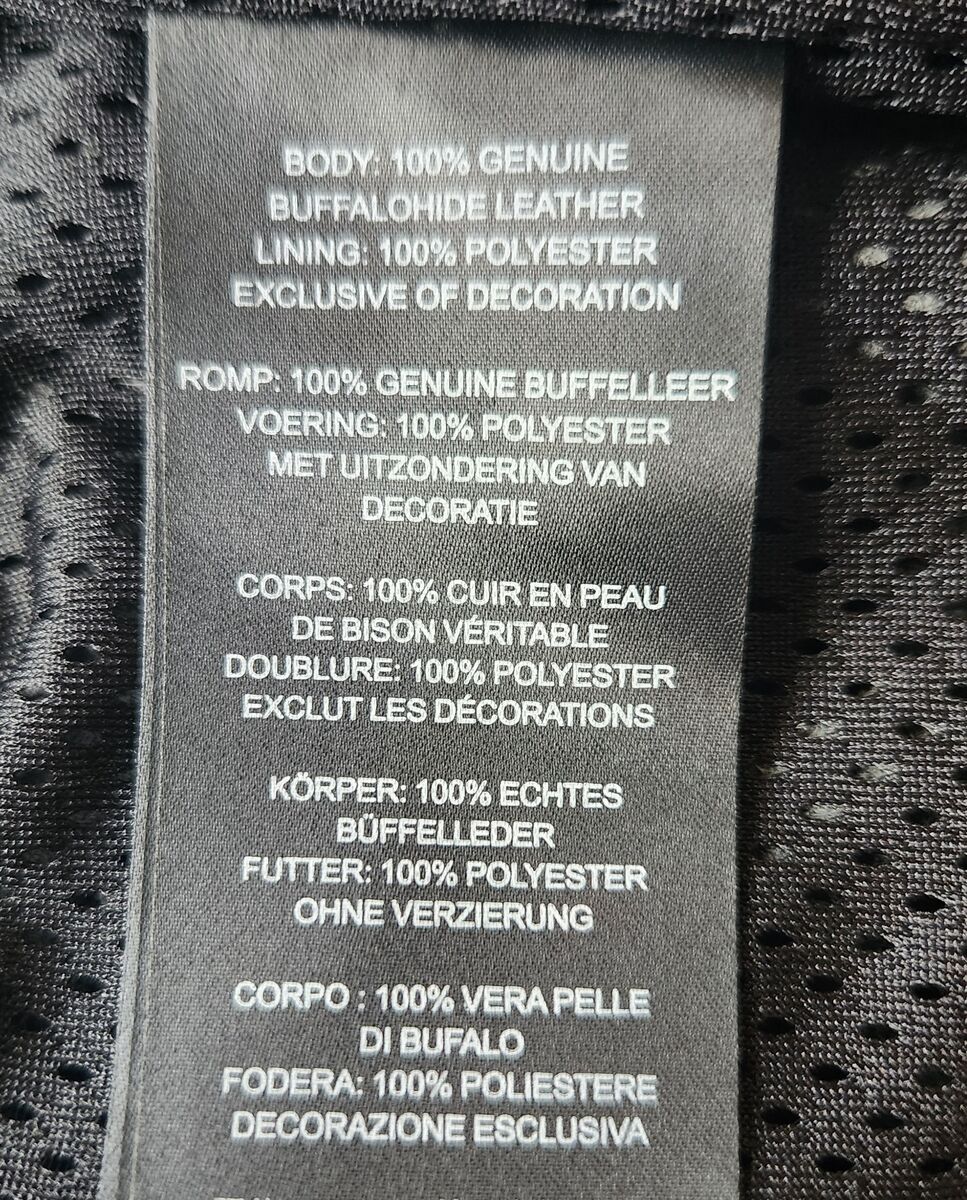 BODY: 100% GENUINE
BUFFALOHIDE LEATHER
LINING: 100% POLYESTER
EXCLUSIVE OF DECORATION
ROMP: 100% GENUINE BUFFELLEER
VOERING: 100% POLYESTER
MET UITZONDERING VAN
DECORATIE
CORPS: 100% CUIR EN PEAU
DE BISON VÉRITABLE
DOUBLURE: 100% POLYESTER
EXCLUT LES DÉCORATIONS
KÖRPER: 100% ECHTES
BÜFFELLEDER
FUTTER: 100% POLYESTER
OHNE VERZIERUNG
CORPO : 100% VERA PELLE
DI BUFALO
FODERA: 100% POLIESTERE
DECORAZIONE ESCLUSIVA